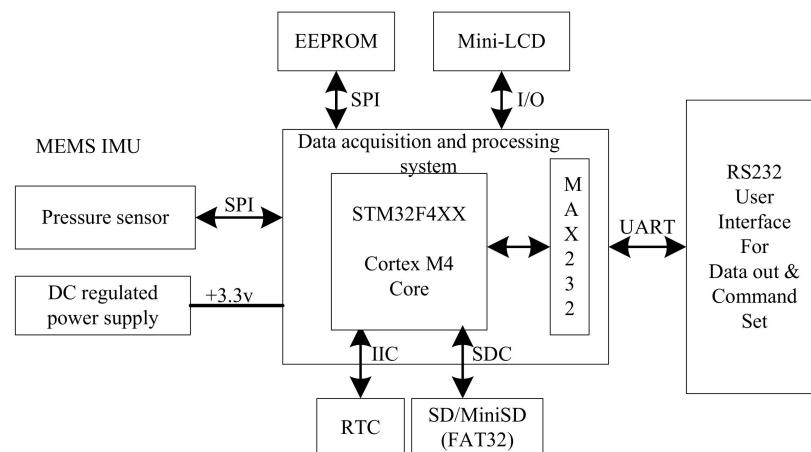 EEPROM
Mini-LCD
SPI
I/O
MEMS IMU
Data acquisition and processing
system
Pressure sensor
SPI
STM32F4XX
Cortex M4
Core
M
A
X
2
3
2
UART
RS232
User
Interface
For
Data out &
Command
Set
DC regulated
power supply
+3.3v
IIC
SDC
RTC
SD/MiniSD
(FAT32)